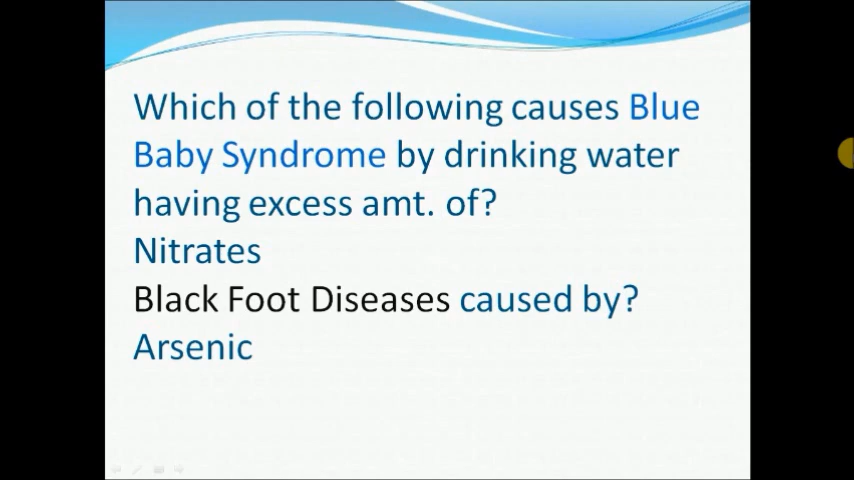 Which of the following causes Blue
Baby Syndrome by drinking water
having excess amt. of?
Nitrates
Black Foot Diseases caused by?
Arsenic